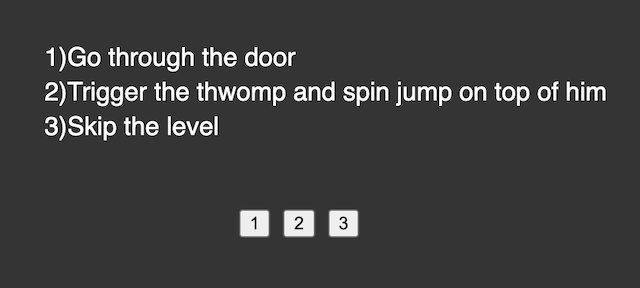 1)Go through the door
2)Trigger the thwomp and spin jump on top of him
3)Skip the level
1 2 3